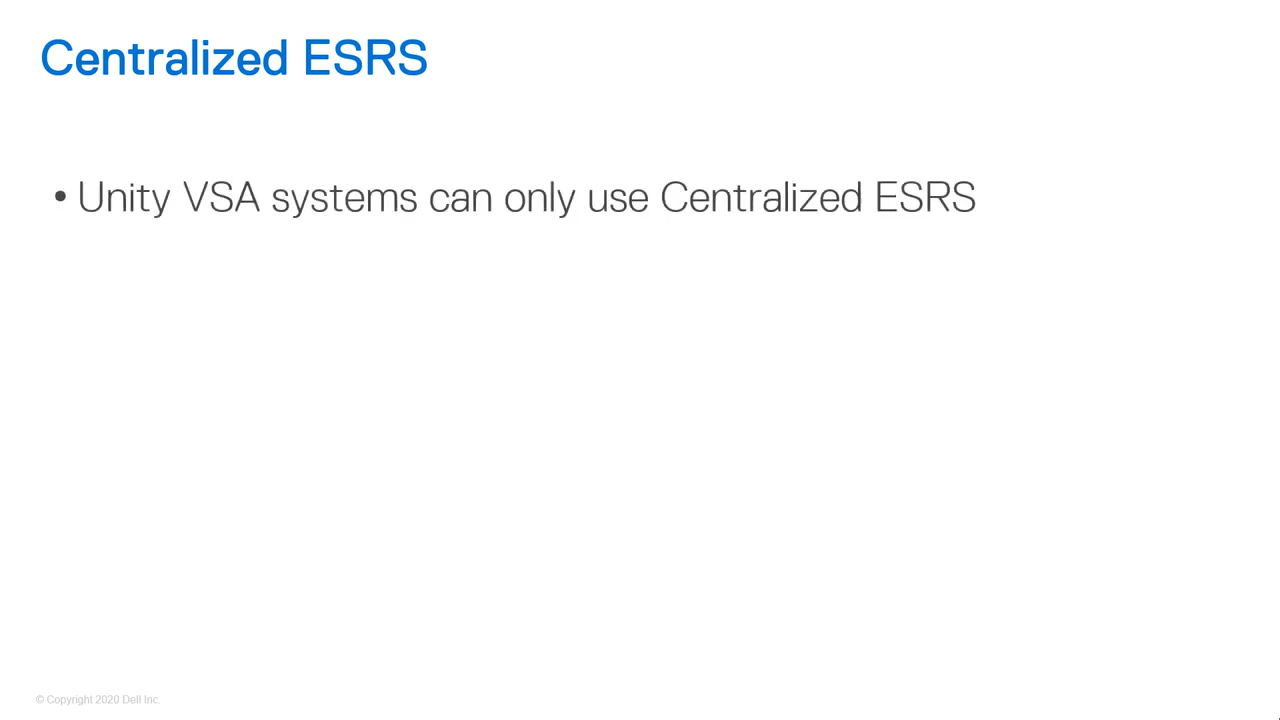 Centralized ESRS
• Unity VSA systems can only use Centralized ESRS
© Copyright 2020 Dell Inc.